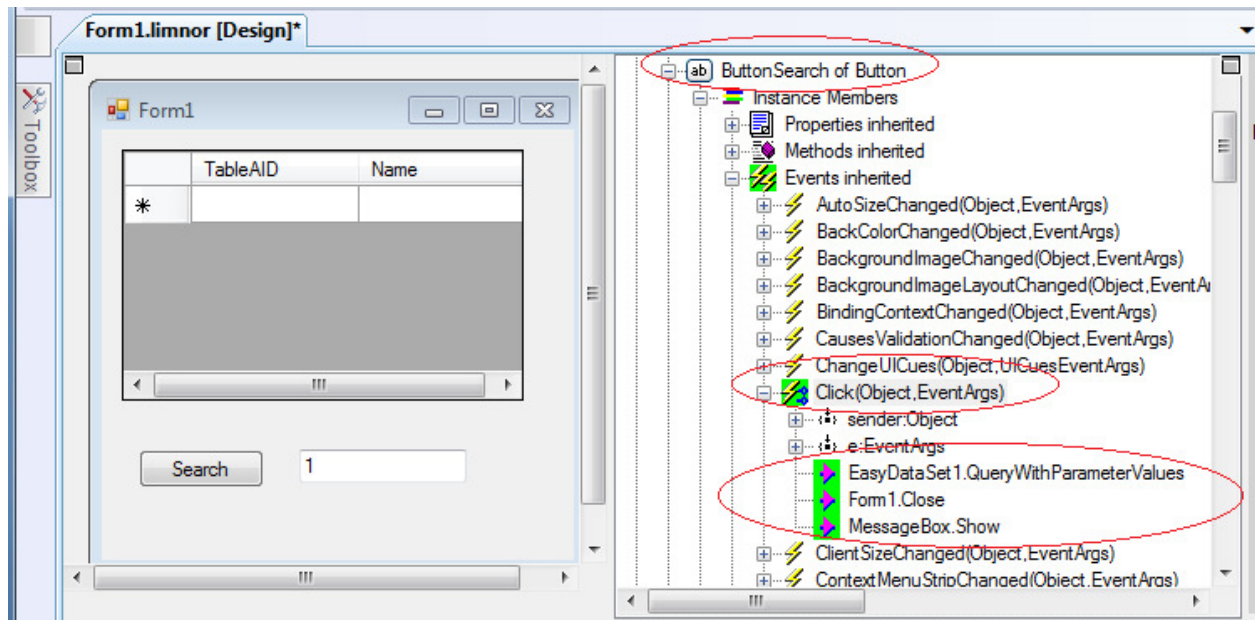 Form1.limnor [Design]*
Toolbox
Form1
TableAID Name
Search
1
ab ButtonSearch of Button
Instance Members
Properties inherited
Methods inherited
Events inherited
AutoSizeChanged(Object,EventArgs)
BackColorChanged(Object,EventArgs)
BackgroundImageChanged(Object,EventArgs)
BackgroundImageLayoutChanged(Object,EventAr
BindingContextChanged(Object,EventArgs)
CausesValidationChanged(Object,EventArgs)
ChangeUICues(Object,UICuesEventArgs)
Click(Object,EventArgs)
sender:Object
e:EventArgs
EasyDataSet1.QueryWithParameterValues
Form1.Close
MessageBox.Show
ClientSizeChanged(Object,EventArgs)
ContextMenuStripChanged(Object,EventArgs)